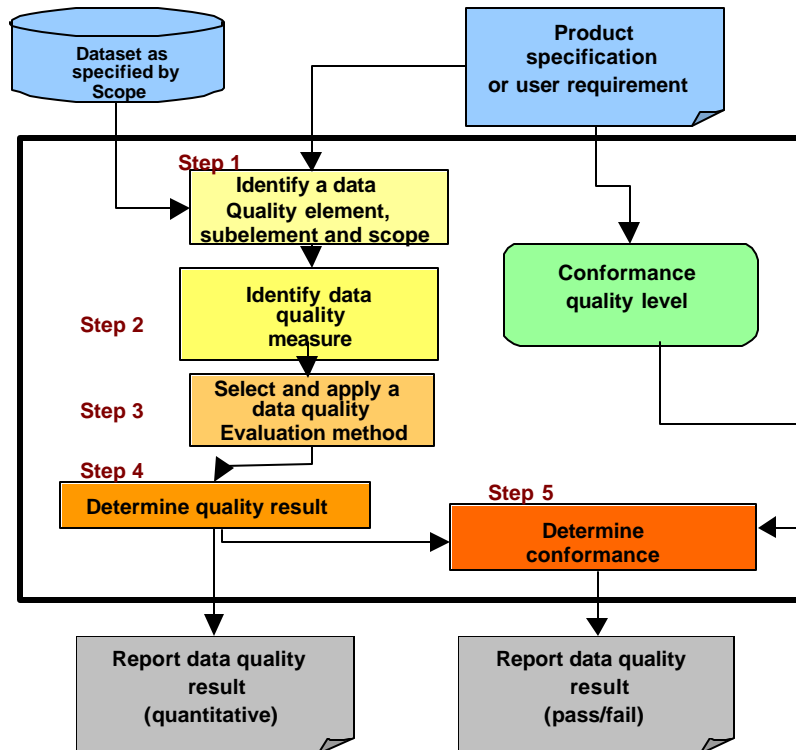 Dataset as
specified by
Scope
Product
specification
or user requirement
Step 1
Identify a data
Quality element,
subelement and scope
Conformance
quality level
Step 2
Identify data
quality
measure
Step 3
Select and apply a
data quality
Evaluation method
Step 4
Determine quality result
Step 5
Determine
conformance
Report data quality
result
(quantitative)
Report data quality
result
(pass/fail)